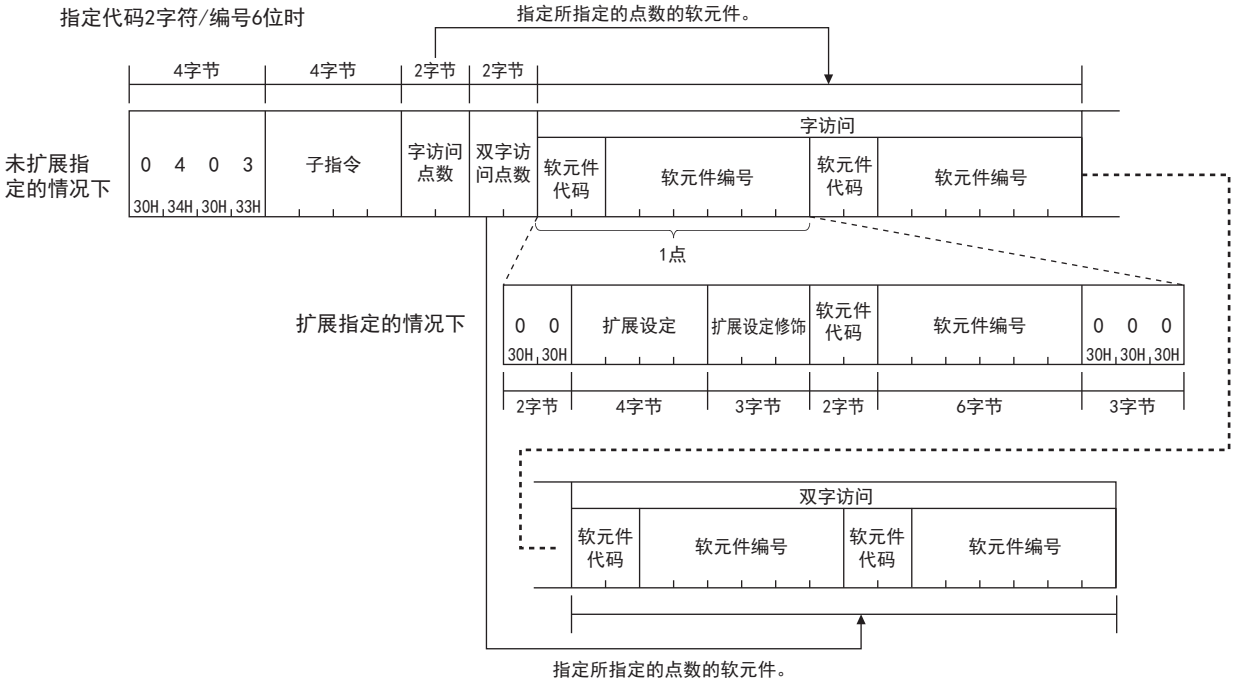 指定代码2字符/编号6位时
指定所指定的点数的软元件。
4字节 4字节 2字节 2字节
字访问
未扩展指
定的情况下
0 4 0 3
30H 34H 30H 33H
子指令
字访问
点数
双字访
问点数
软元件
代码
软元件编号
软元件
代码
软元件编号
1点
扩展指定的情况下
0 0
30H 30H
扩展设定
扩展设定修饰
软元件
代码
软元件编号
0 0 0
30H 30H 30H
2字节 4字节 3字节 2字节 6字节 3字节
双字访问
软元件
代码
软元件编号
软元件
代码
软元件编号
指定所指定的点数的软元件。